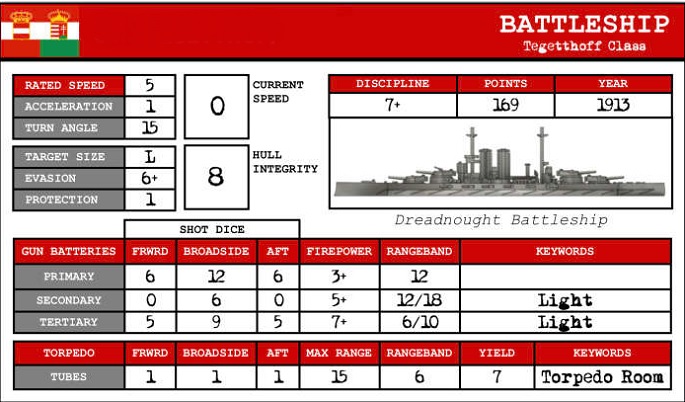 BATTLESHIP
Tegetthoff Class
RATED SPEED 5
ACCELERATION 1
TURN ANGLE 15
0 CURRENT SPEED
TARGET SIZE L
EVASION 6+
PROTECTION 1
8 HULL INTEGRITY
DISCIPLINE POINTS YEAR
7+ 169 1913
Dreadnought Battleship
SHOT DICE
GUN BATTERIES FRWRD BROADSIDE AFT FIREPOWER RANGEBAND KEYWORDS
PRIMARY 6 12 6 3+ 12
SECONDARY 0 6 0 5+ 12/18 Light
TERTIARY 5 9 5 7+ 6/10 Light
TORPEDO FRWRD BROADSIDE AFT MAX RANGE RANGEBAND YIELD KEYWORDS
TUBES 1 1 1 15 6 7 Torpedo Room